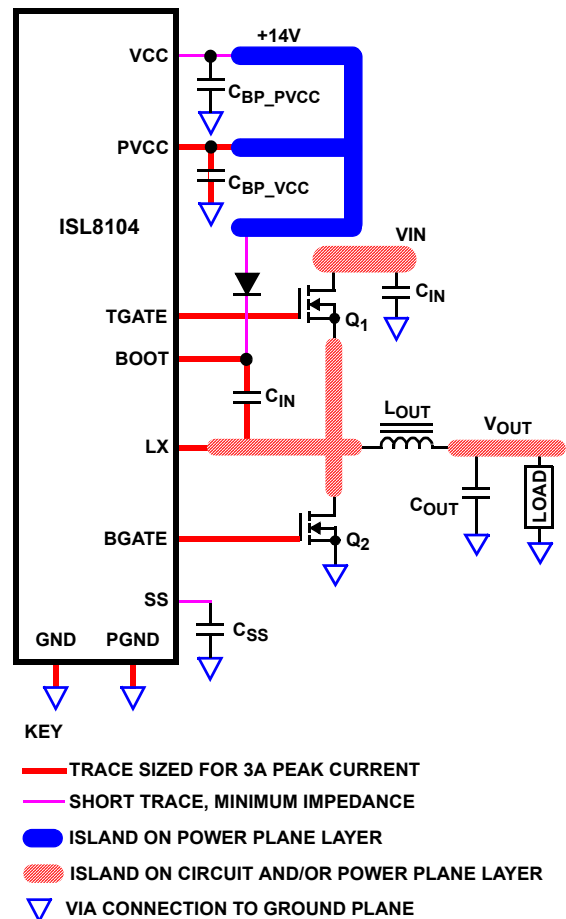 +14V
VCC
CBP_PVCC
PVCC
CBP_VCC
ISL8104
VIN
CIN
TGATE
Q1
BOOT
CIN
LOUT
VOUT
LX
COUT
LOAD
BGATE
Q2
SS
CSS
GND PGND
KEY
TRACE SIZED FOR 3A PEAK CURRENT
SHORT TRACE, MINIMUM IMPEDANCE
ISLAND ON POWER PLANE LAYER
ISLAND ON CIRCUIT AND/OR POWER PLANE LAYER
VIA CONNECTION TO GROUND PLANE